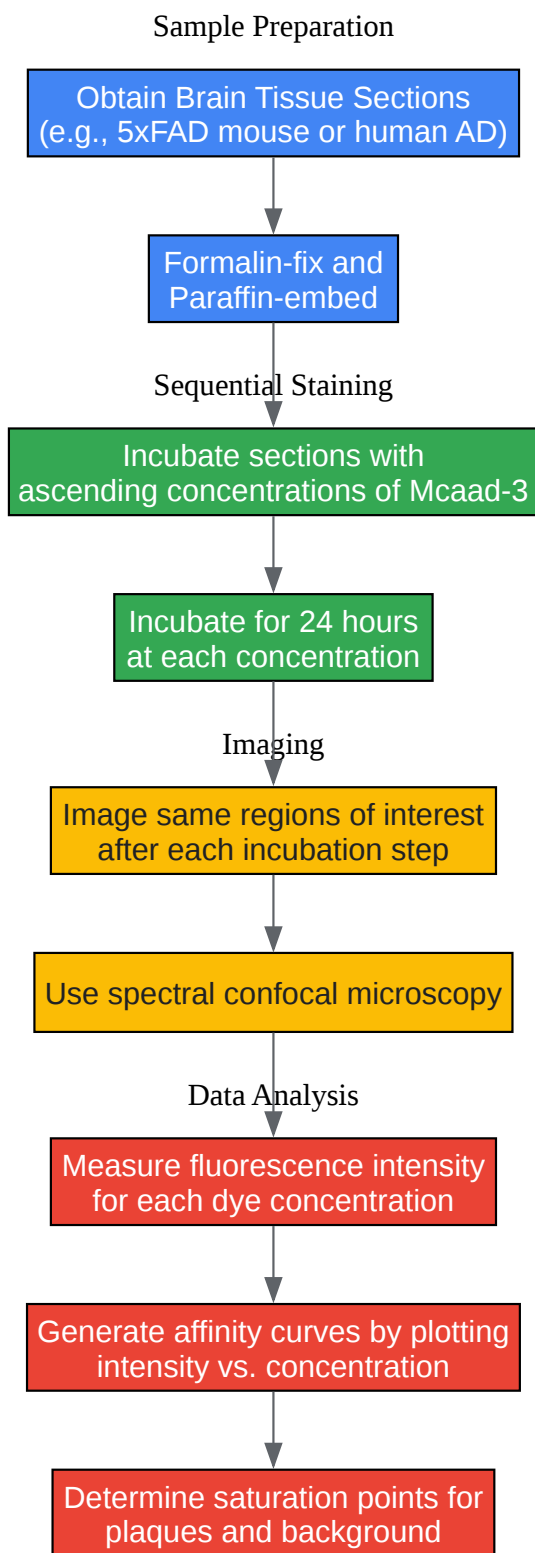 Sample Preparation
Obtain Brain Tissue Sections
(e.g., 5xFAD mouse or human AD)
Formalin-fix and
Paraffin-embed
Sequential Staining
Incubate sections with
ascending concentrations of Mcaad-3
Incubate for 24 hours
at each concentration
Imaging
Image same regions of interest
after each incubation step
Use spectral confocal microscopy
Data Analysis
Measure fluorescence intensity
for each dye concentration
Generate affinity curves by plotting
intensity vs. concentration
Determine saturation points for
plaques and background